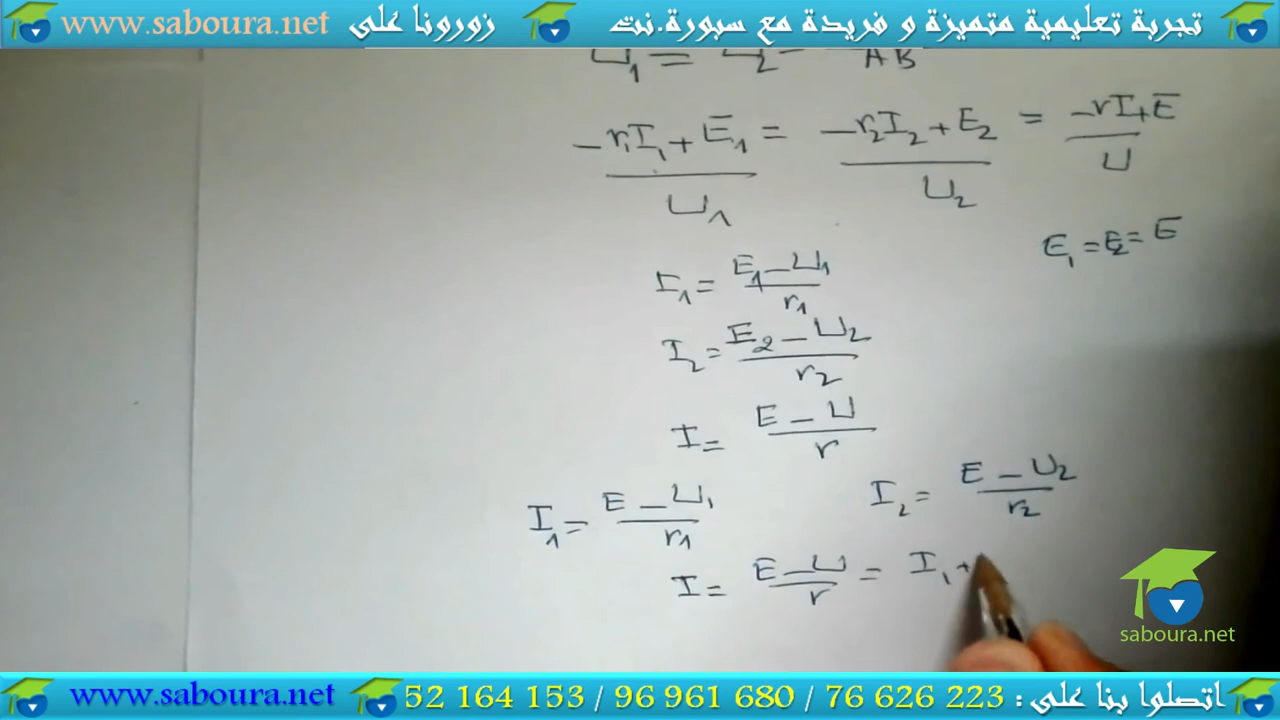 تجربة تعليمية متميزة و فريدة مع سبورة.نت زورونا على www.saboura.net
U₁ = U₂ = AB
-r₁I₁ + E₁ = -r₂I₂ + E₂ = -rI + E
U₁ U₂ U
E₁ = E₂ = E
I₁ = E₁ - U₁ / r₁
I₂ = E₂ - U₂ / r₂
I = E - U / r
I₁ = E - U₁ / r₁ I₂ = E - U₂ / r₂
I = E - U / r = I₁ +
saboura.net
اتصلوا بنا على : 52 164 153 / 96 961 680 / 76 626 223 www.saboura.net